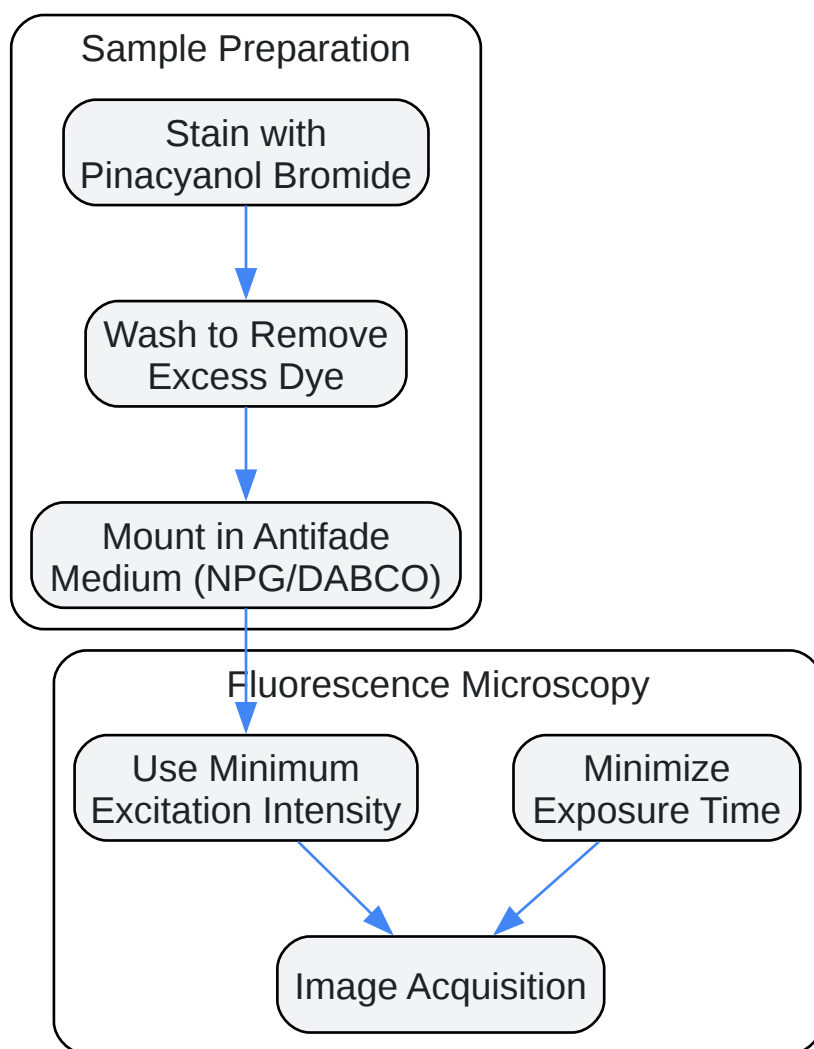 Sample Preparation
Stain with
Pinacyanol Bromide
Wash to Remove
Excess Dye
Mount in Antifade
Medium (NPG/DABCO)
Fluorescence Microscopy
Use Minimum
Excitation Intensity
Minimize
Exposure Time
Image Acquisition